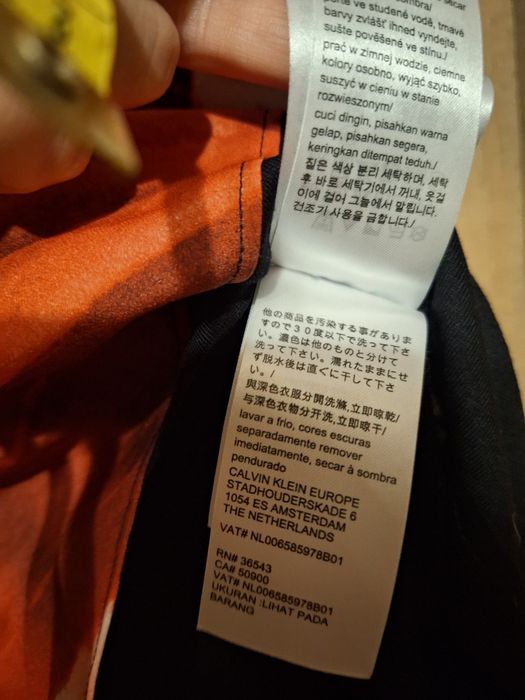 sombra/
perte ve studené vodě, tmavé
barvy zvlášť ihned vyndejte,
sušte pověšené ve stínu./
prać w zimnej wodzie, ciemne
kolory osobno, wyjąć szybko,
suszyć w cieniu w stanie
rozwieszonym/
cuci dingin, pisahkan warna
gelap, pisahkan segera,
keringkan ditempat teduh./
짙은 색상 분리 세탁하며, 세탁
후 바로 세탁기에서 꺼내, 옷걸
이에 걸어 그늘에서 말립니다.
건조기 사용을 금합니다./
他の商品を汚染する事がありま
すので30度以下で洗って下さ
い。濃色は他のものと分けて
洗って下さい。濡れたままにせ
ず脱水後は直ぐに干して下さ
い。/
與深色衣服分開洗滌,立即晾乾/
与深色衣物分开洗,立即晾干/
lavar a frio, cores escuras
separadamente remover
imediatamente, secar à sombra
pendurado
CALVIN KLEIN EUROPE
STADHOUDERSKADE 6
1054 ES AMSTERDAM
THE NETHERLANDS
VAT# NL006585978B01
RN# 36543
CA# 50900
VAT# NL006585978B01
UKURAN :LIHAT PADA
BARANG